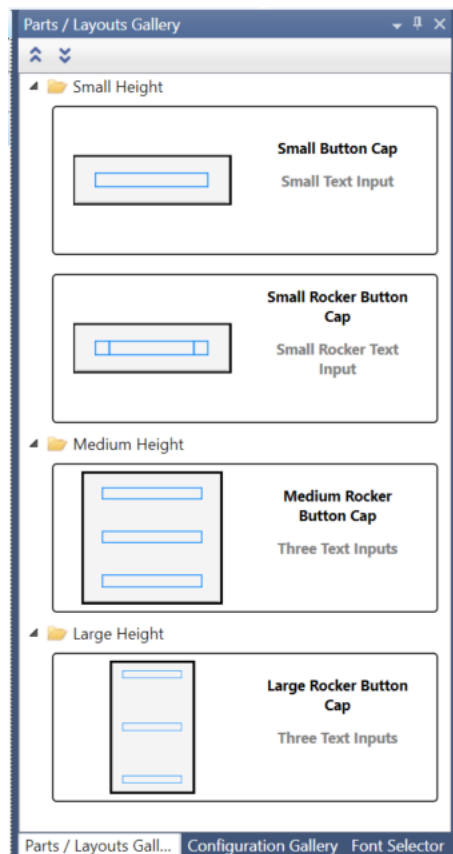 Parts / Layouts Gallery
Small Height
Small Button Cap
Small Text Input
Small Rocker Button
Cap
Small Rocker Text
Input
Medium Height
Medium Rocker
Button Cap
Three Text Inputs
Large Height
Large Rocker Button
Cap
Three Text Inputs
Parts / Layouts Gall... Configuration Gallery Font Selector